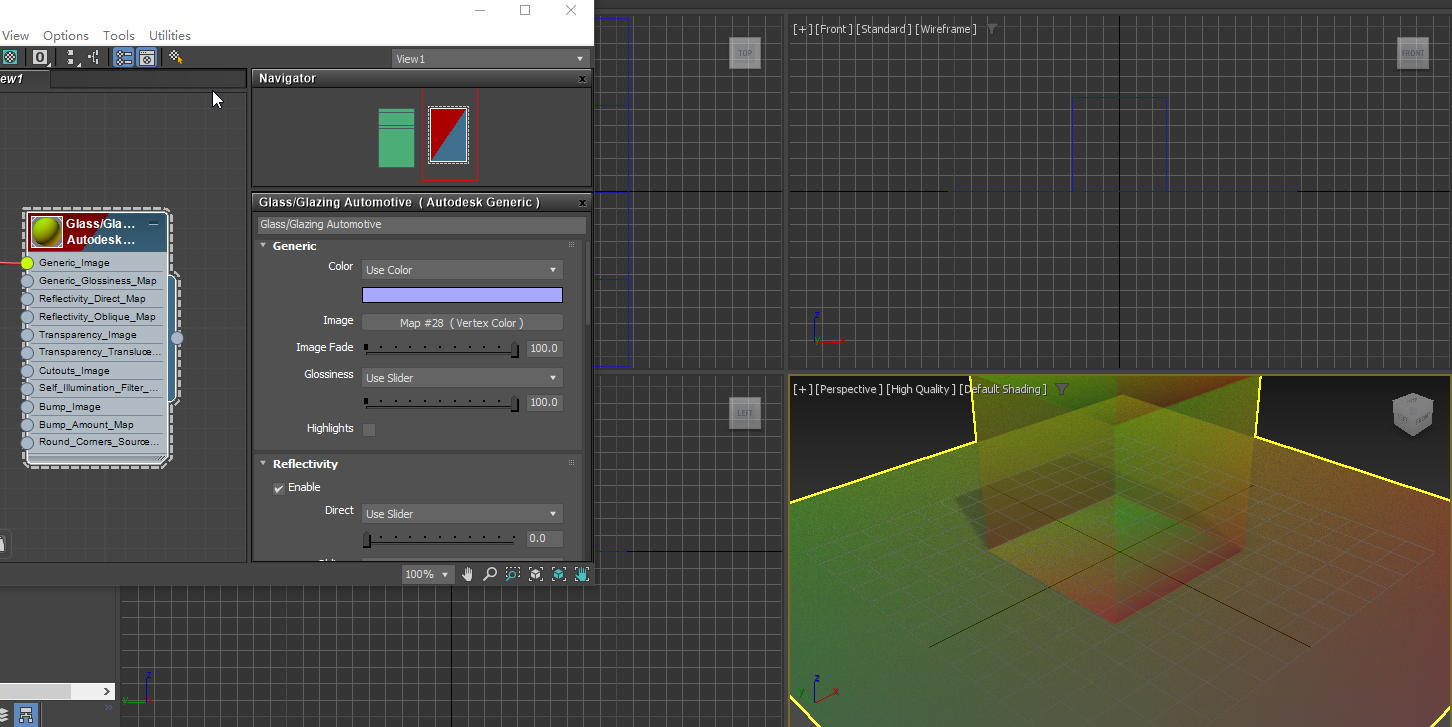 View Options Tools Utilities
0
View1
ew1
Navigator x
Glass/Glazing Automotive ( Autodesk Generic ) x
Glass/Glazing Automotive
Generic
Color Use Color
Image Map #28 ( Vertex Color )
Image Fade 100.0
Glossiness Use Slider
100.0
Highlights
Reflectivity
Enable
Direct Use Slider
0.0
100%
Glass/Gla...
Autodesk...
Generic_Image
Generic_Glossiness_Map
Reflectivity_Direct_Map
Reflectivity_Oblique_Map
Transparency_Image
Transparency_Transluce...
Cutouts_Image
Self_Illumination_Filter_...
Bump_Image
Bump_Amount_Map
Round_Corners_Source...
TOP
[+] [Front ] [Standard ] [Wireframe ]
FRONT
z
LEFT
[+] [Perspective ] [High Quality ] [Default Shading ]
z
y
z
y x